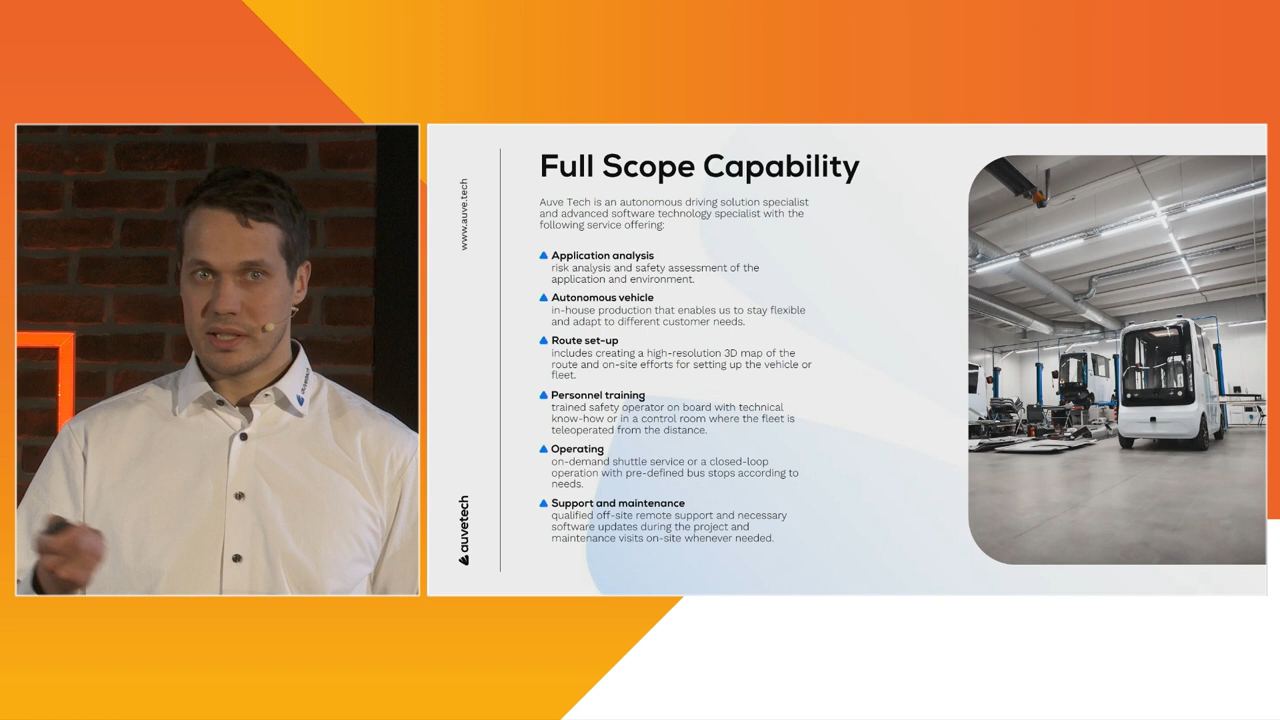 Full Scope Capability
Auve Tech is an autonomous driving solution specialist
and advanced software technology specialist with the
following service offering:
Application analysis
risk analysis and safety assessment of the
application and environment.
Autonomous vehicle
in-house production that enables us to stay flexible
and adapt to different customer needs.
Route set-up
includes creating a high-resolution 3D map of the
route and on-site efforts for setting up the vehicle or
fleet.
Personnel training
trained safety operator on board with technical
know-how or in a control room where the fleet is
teleoperated from the distance.
Operating
on-demand shuttle service or a closed-loop
operation with pre-defined bus stops according to
needs.
Support and maintenance
qualified off-site remote support and necessary
software updates during the project and
maintenance visits on-site whenever needed.
www.auve.tech
auvetech
auvetech